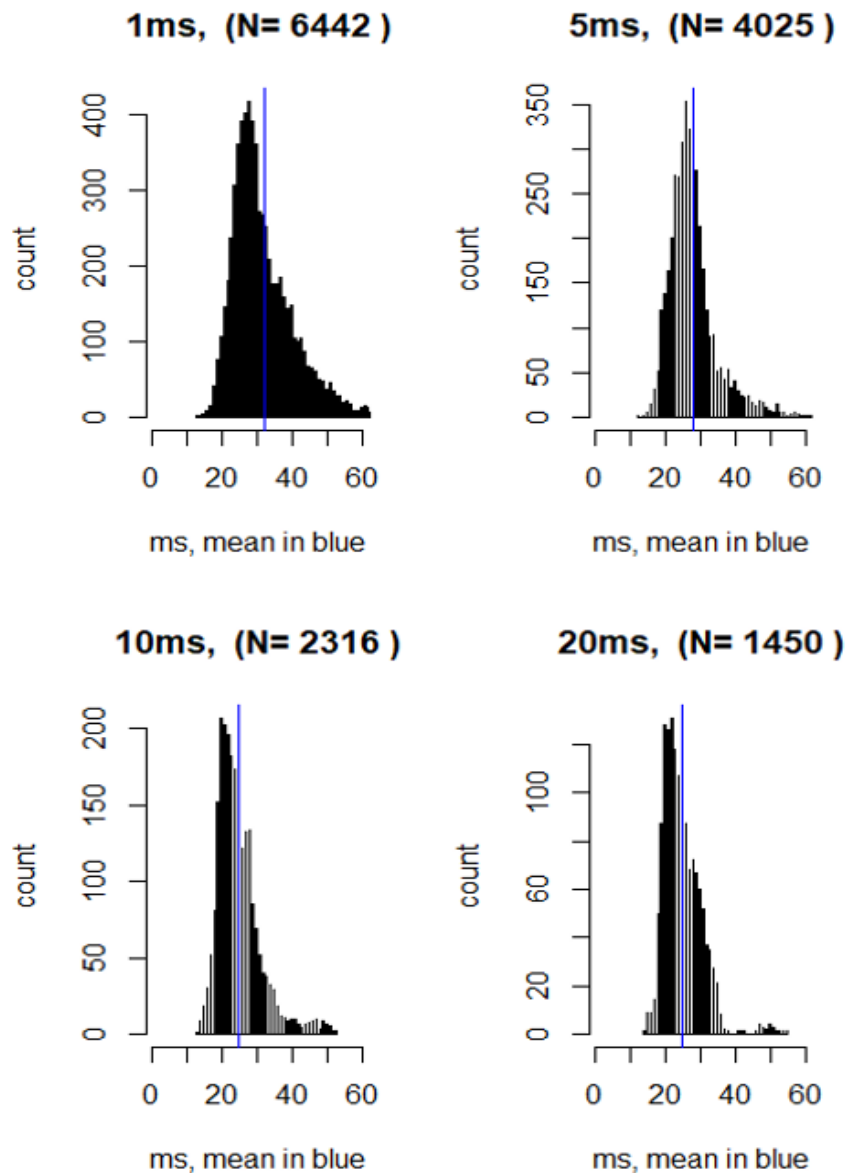 1ms,  (N= 6442 )
400
300
200
100
0
count
0 20 40 60
ms, mean in blue
5ms,  (N= 4025 )
350
250
150
50
0
count
0 20 40 60
ms, mean in blue
10ms,  (N= 2316 )
200
150
100
50
0
count
0 20 40 60
ms, mean in blue
20ms,  (N= 1450 )
100
60
20
0
count
0 20 40 60
ms, mean in blue